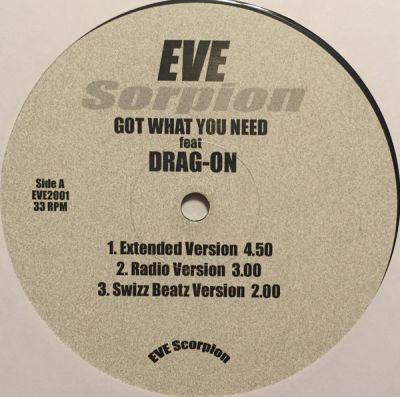 EVE
Sorpion
GOT WHAT YOU NEED
feat
DRAG-ON
Side A
EVE2001
33 RPM
1. Extended Version 4.50
2. Radio Version 3.00
3. Swizz Beatz Version 2.00
EVE Scorpion